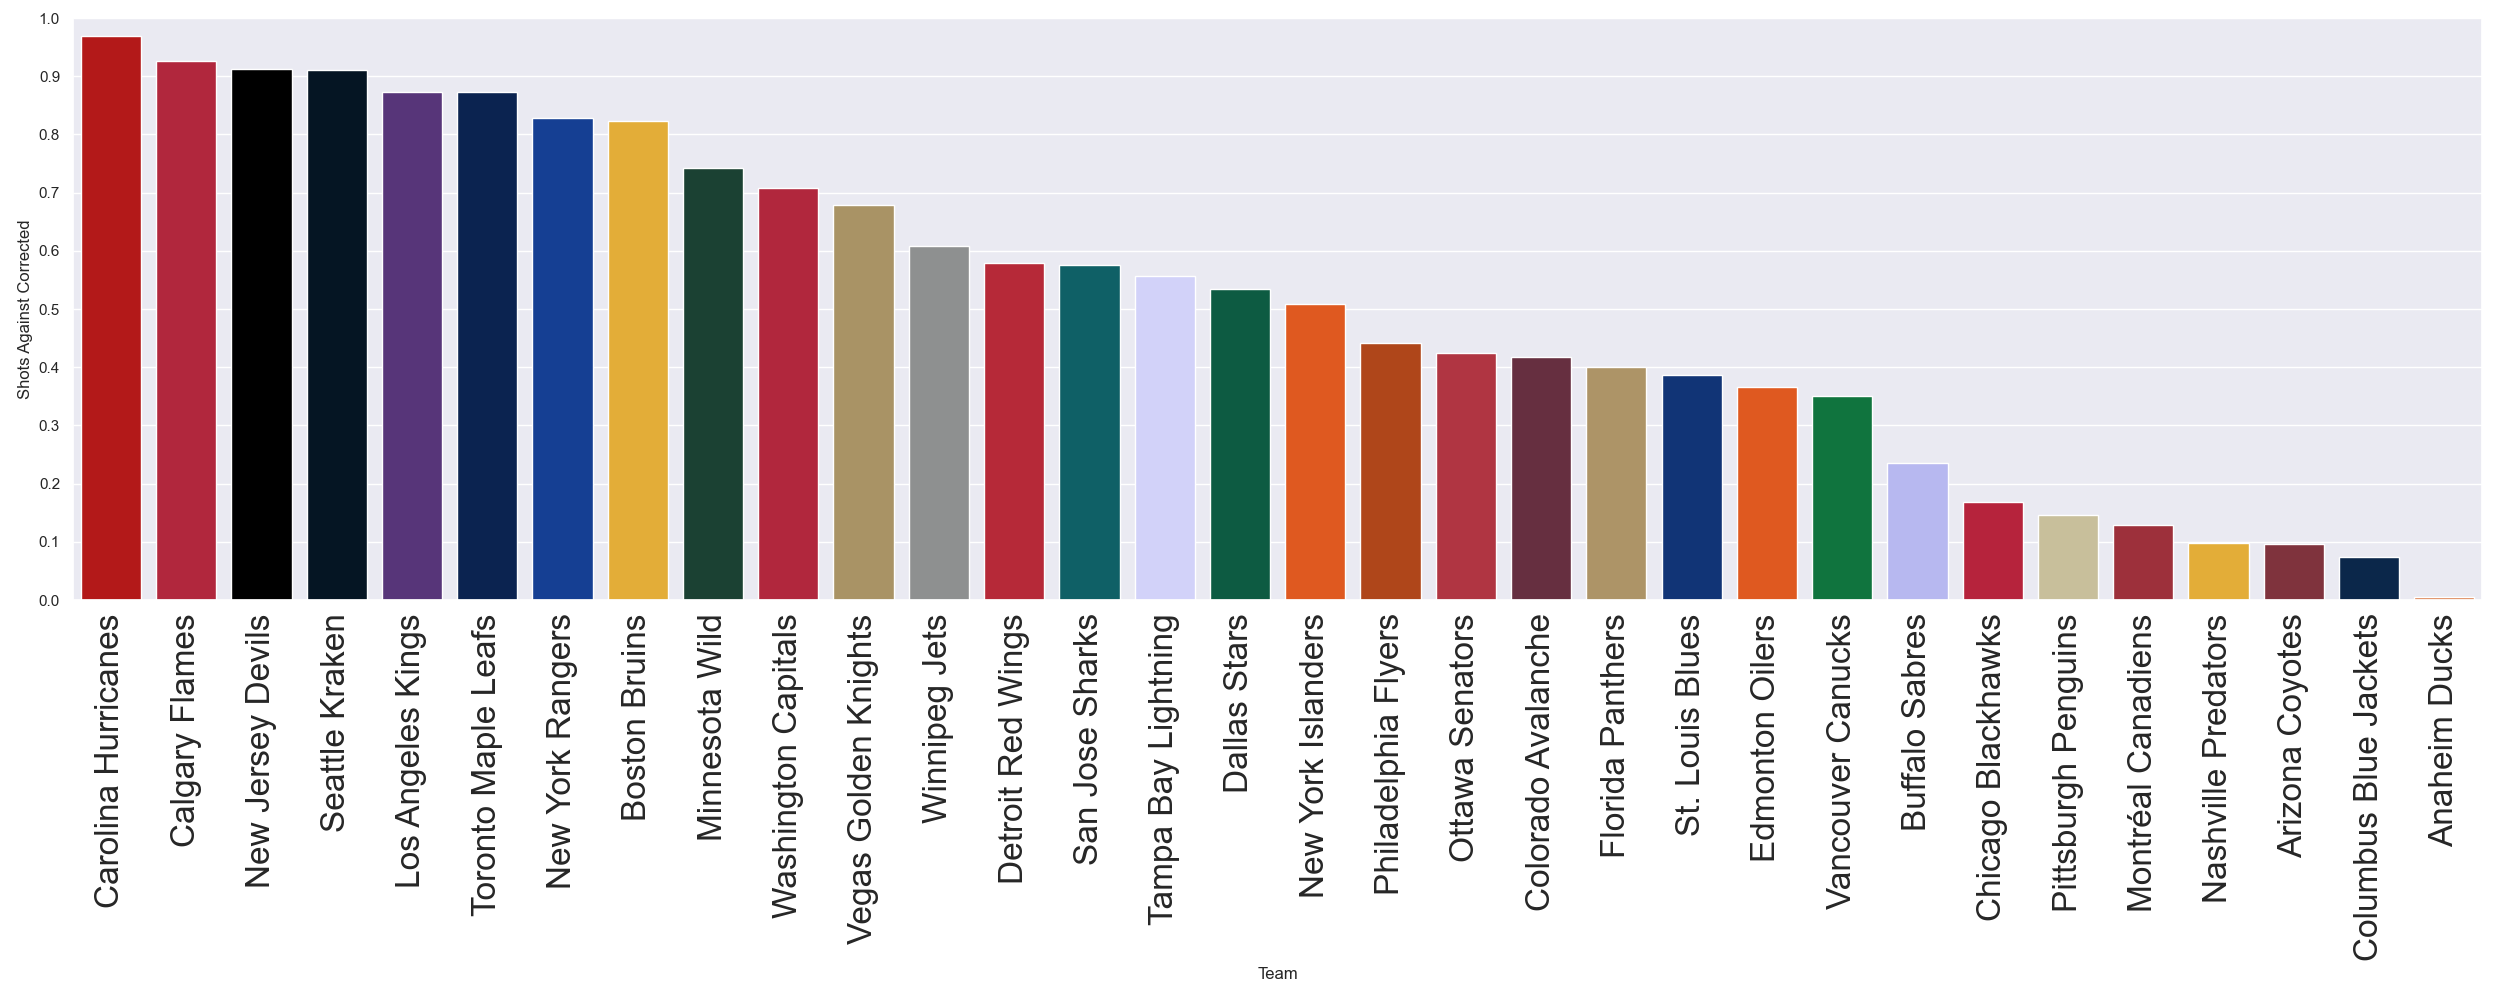 1.0
0.9
0.8
0.7
0.6
0.5
0.4
0.3
0.2
0.1
0.0
Shots Against Corrected
Carolina Hurricanes
Calgary Flames
New Jersey Devils
Seattle Kraken
Los Angeles Kings
Toronto Maple Leafs
New York Rangers
Boston Bruins
Minnesota Wild
Washington Capitals
Vegas Golden Knights
Winnipeg Jets
Detroit Red Wings
San Jose Sharks
Tampa Bay Lightning
Dallas Stars
New York Islanders
Philadelphia Flyers
Ottawa Senators
Colorado Avalanche
Florida Panthers
St. Louis Blues
Edmonton Oilers
Vancouver Canucks
Buffalo Sabres
Chicago Blackhawks
Pittsburgh Penguins
Montréal Canadiens
Nashville Predators
Arizona Coyotes
Columbus Blue Jackets
Anaheim Ducks
Team